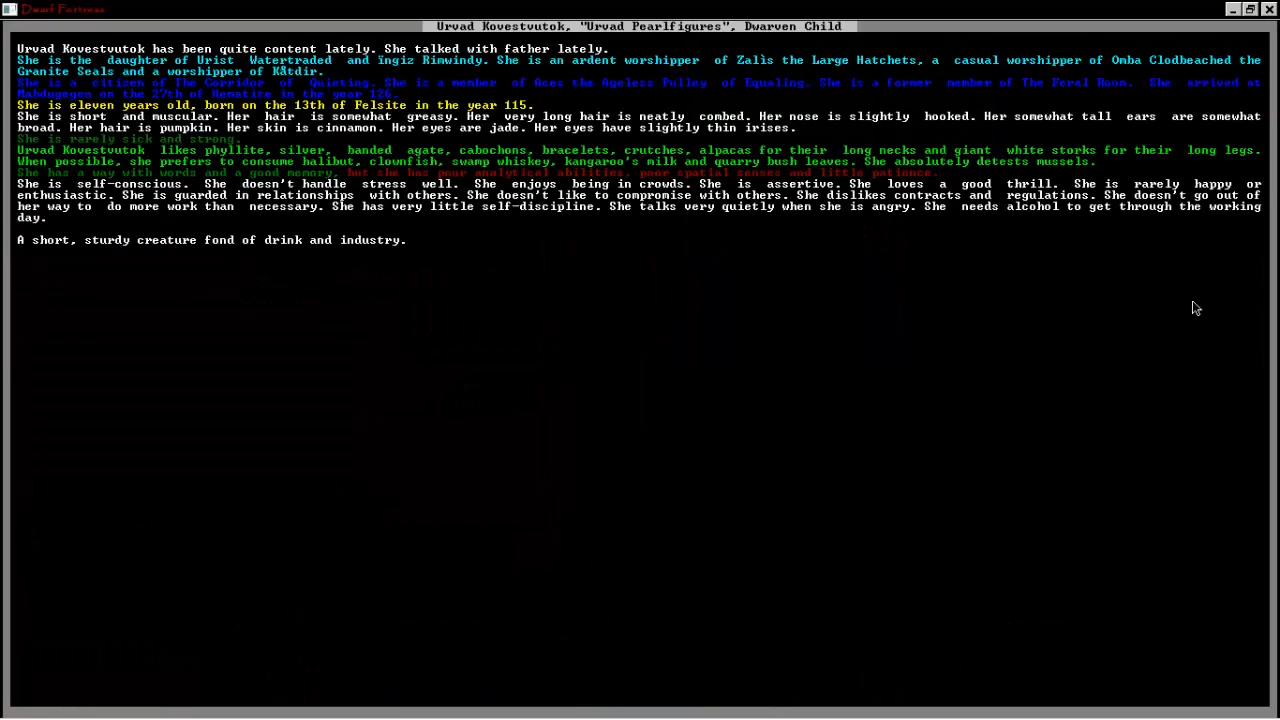 Dwarf Fortress
Urvad Kovestvutok, "Urvad Pearlfigures", Dwarven Child
Urvad Kovestvutok has been quite content lately. She talked with father lately.
She is the daughter of Urist Watertraded and ïngiz Rimwindy. She is an ardent worshipper of Zalìs the Large Hatchets, a casual worshipper of Omba Clodbeached the
Granite Seals and a worshipper of Kåtdir.
She is a citizen of The Corridor of Quieting. She is a member of Aces the Ageless Pulley of Equaling. She is a former member of The Feral Room. She arrived at
on the 27th of Hematite in the year 126.
She is eleven years old, born on the 13th of Felsite in the year 115.
She is short and muscular. Her hair is somewhat greasy. Her very long hair is neatly combed. Her nose is slightly hooked. Her somewhat tall ears are somewhat
broad. Her hair is pumpkin. Her skin is cinnamon. Her eyes are jade. Her eyes have slightly thin irises.
She is rarely sick and strong.
Urvad Kovestvutok likes phyllite, silver, banded agate, cabochons, bracelets, crutches, alpacas for their long necks and giant white storks for their long legs.
When possible, she prefers to consume halibut, clownfish, swamp whiskey, kangaroo's milk and quarry bush leaves. She absolutely detests mussels.
She has a way with words and a good memory, but she has poor analytical abilities, poor spatial senses and little patience.
She is self-conscious. She doesn't handle stress well. She enjoys being in crowds. She is assertive. She loves a good thrill. She is rarely happy or
enthusiastic. She is guarded in relationships with others. She doesn't like to compromise with others. She dislikes contracts and regulations. She doesn't go out of
her way to do more work than necessary. She has very little self-discipline. She talks very quietly when she is angry. She needs alcohol to get through the working
day.
A short, sturdy creature fond of drink and industry.